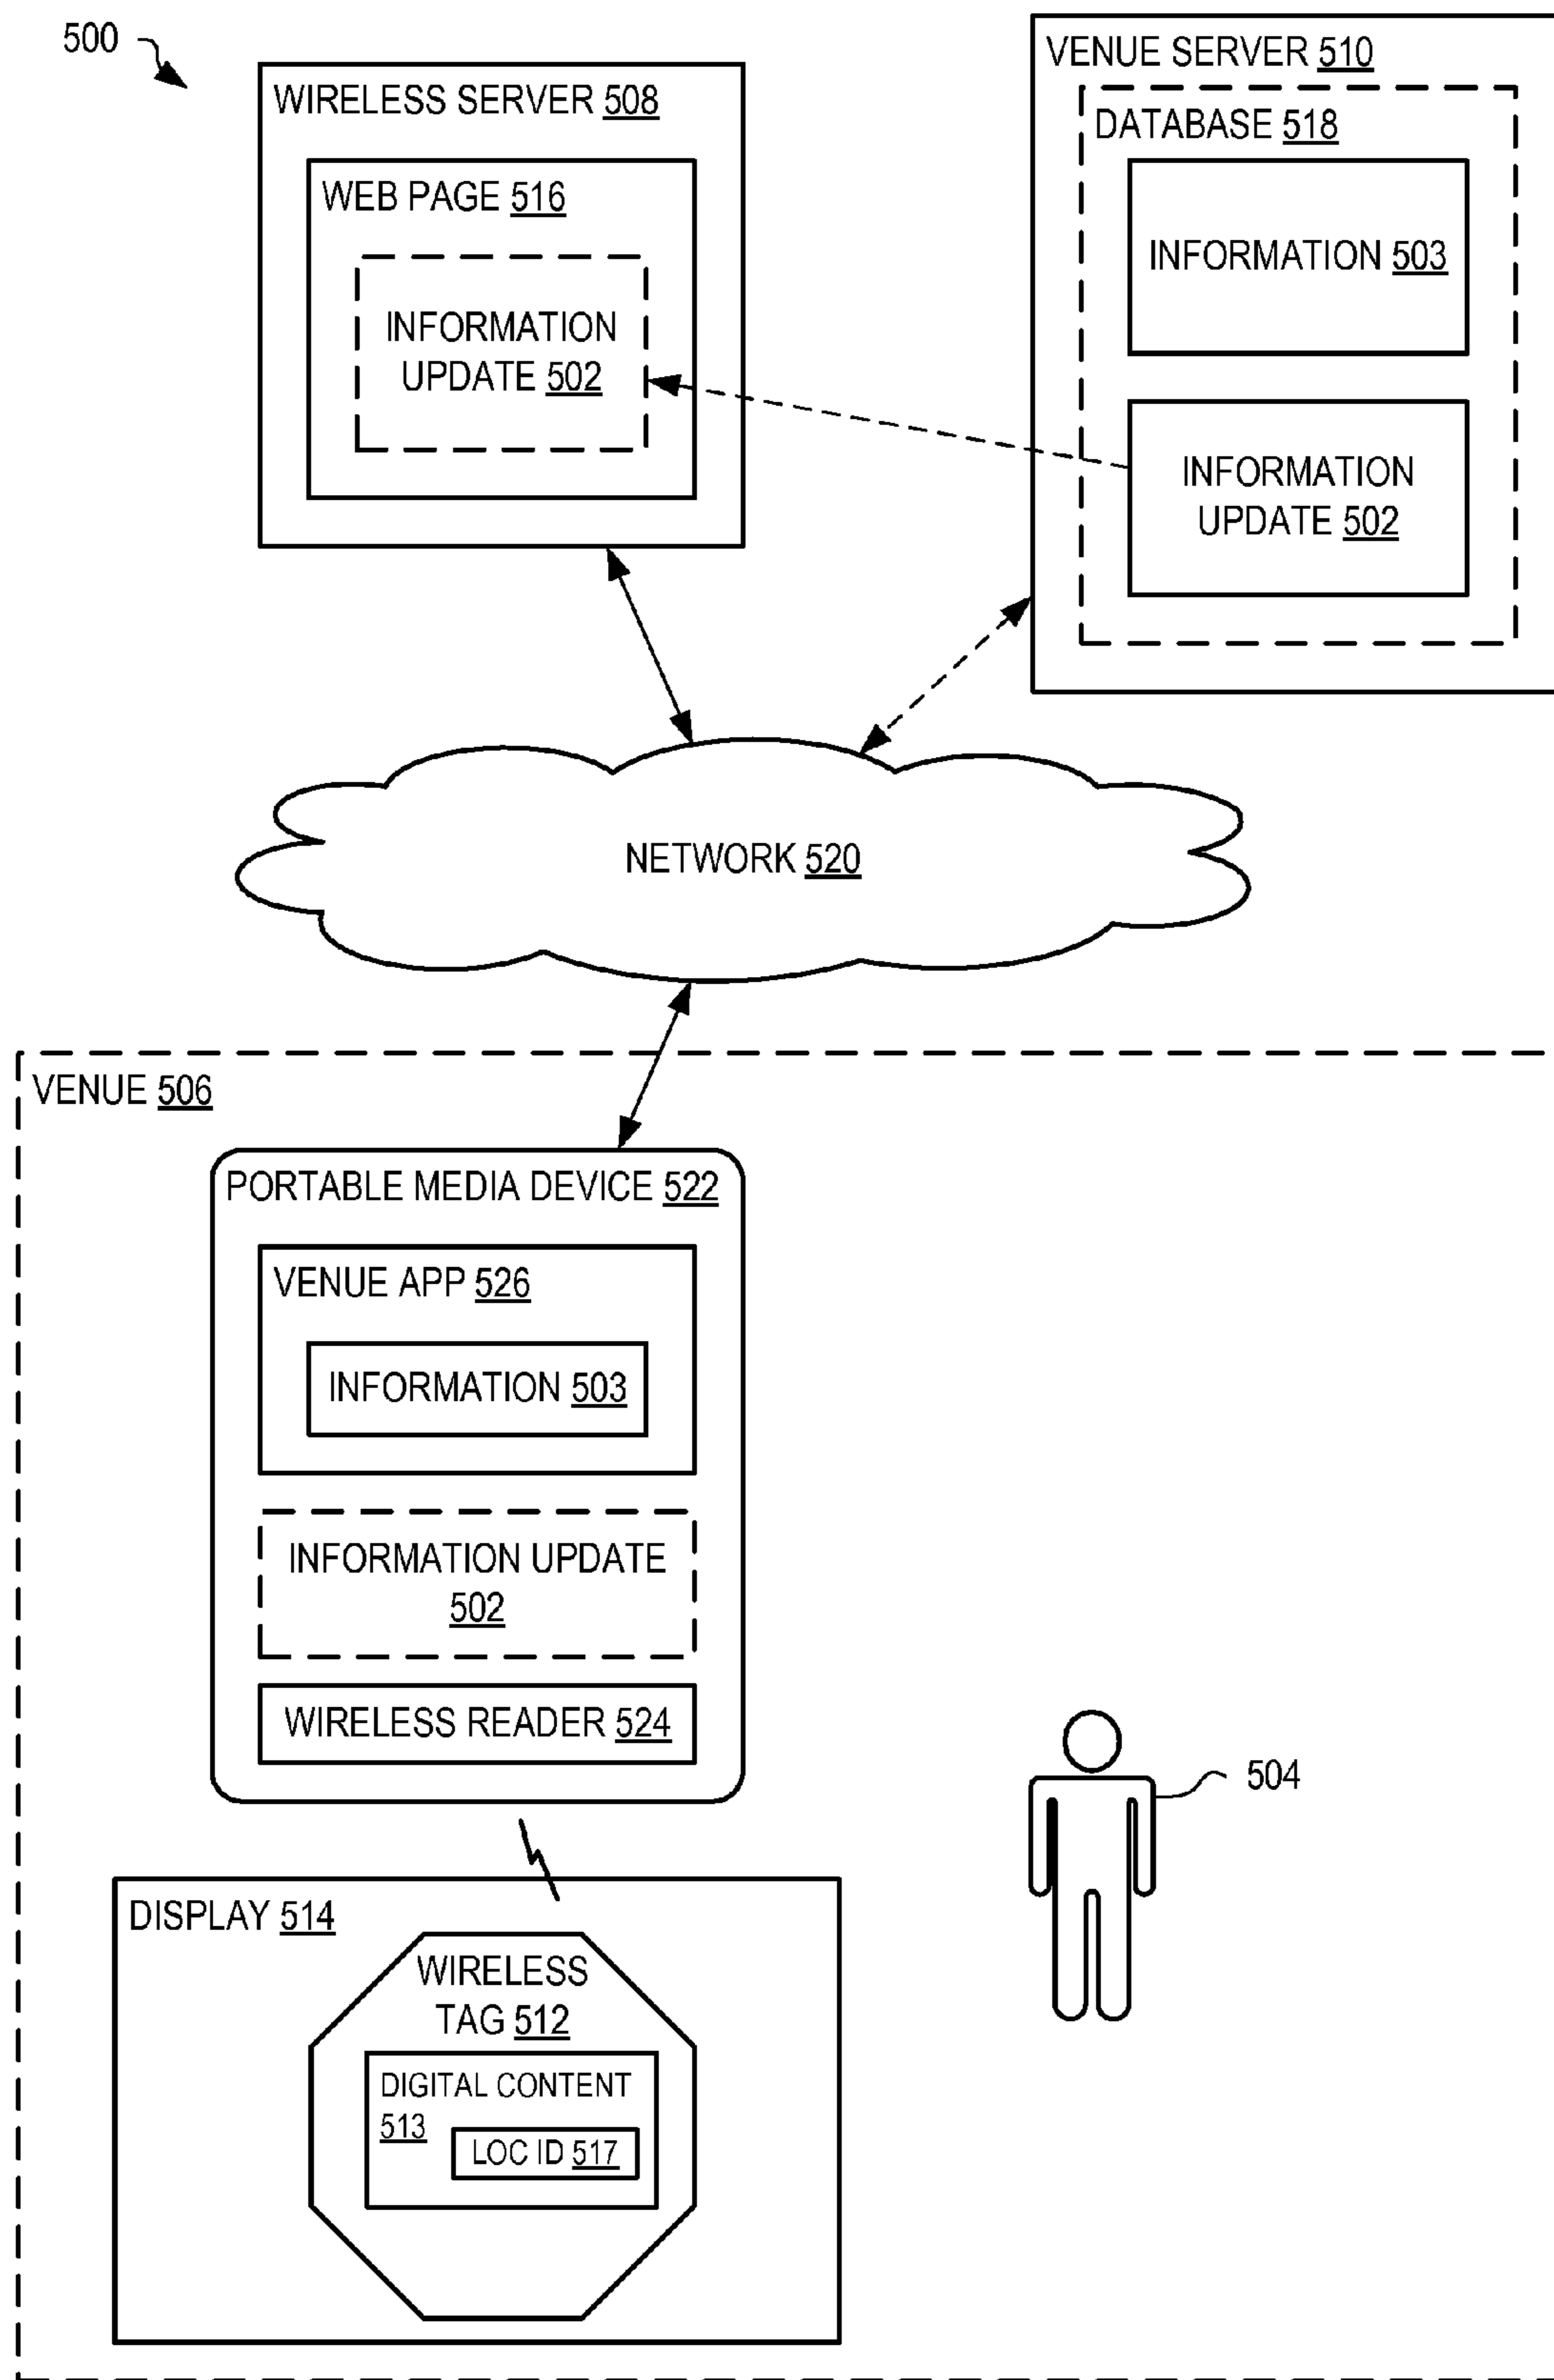 500
WIRELESS SERVER 508
WEB PAGE 516
INFORMATION
UPDATE 502
VENUE SERVER 510
DATABASE 518
INFORMATION 503
INFORMATION
UPDATE 502
NETWORK 520
VENUE 506
PORTABLE MEDIA DEVICE 522
VENUE APP 526
INFORMATION 503
INFORMATION UPDATE
502
WIRELESS READER 524
504
DISPLAY 514
WIRELESS
TAG 512
DIGITAL CONTENT
513
LOC ID 517